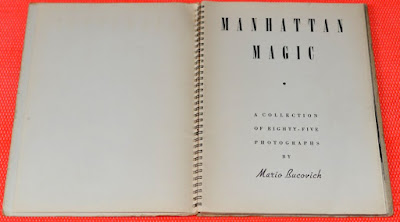 MANHATTAN
MAGIC
A COLLECTION
OF EIGHTY-FIVE
PHOTOGRAPHS
BY
Mario Bucovich